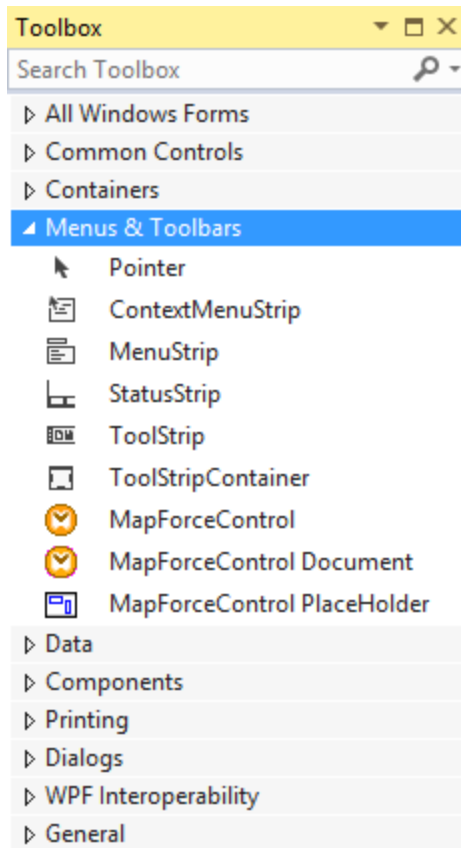 Toolbox
Search Toolbox
All Windows Forms
Common Controls
Containers
Menus & Toolbars
Pointer
ContextMenuStrip
MenuStrip
StatusStrip
ToolStrip
ToolStripContainer
MapForceControl
MapForceControl Document
MapForceControl PlaceHolder
Data
Components
Printing
Dialogs
WPF Interoperability
General